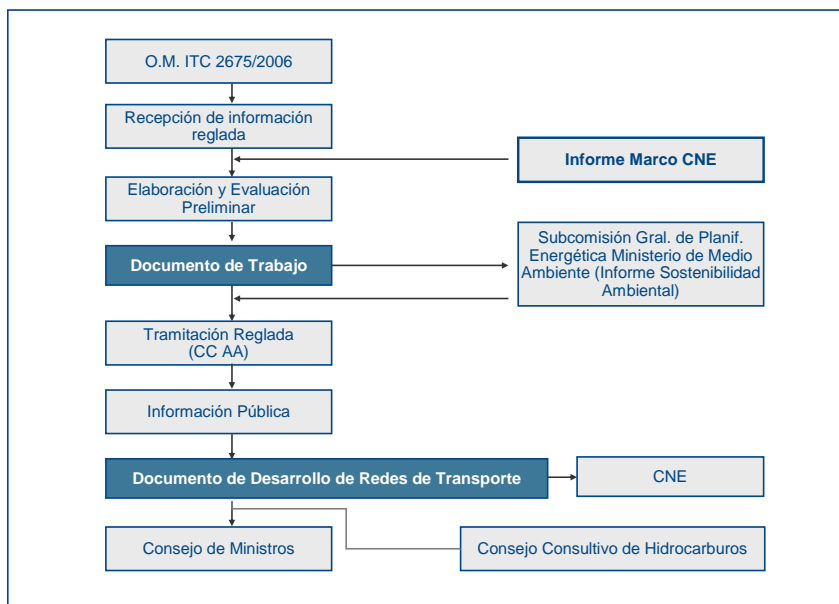 O.M. ITC 2675/2006
Recepción de información
reglada
Informe Marco CNE
Elaboración y Evaluación
Preliminar
Subcomisión Gral. de Planif.
Energética Ministerio de Medio
Ambiente (Informe Sostenibilidad
Ambiental)
Documento de Trabajo
Tramitación Reglada
(CC AA)
Información Pública
Documento de Desarrollo de Redes de Transporte
CNE
Consejo de Ministros
Consejo Consultivo de Hidrocarburos